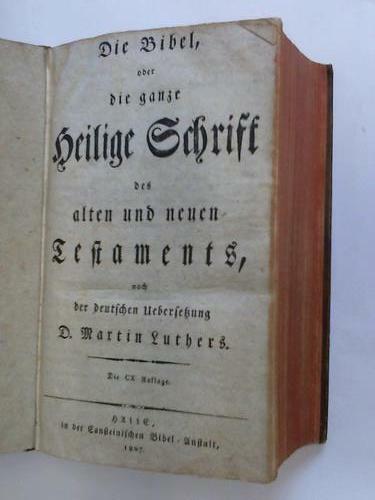 Die Bibel,
oder
die ganze
Heilige Schrift
des
alten und neuen
Testaments,
nach
der deutschen Uebersetzung
D. Martin Luthers.
Die CX Auflage.
HALLE,
in der Cansteinischen Bibel-Anstalt,
1807.